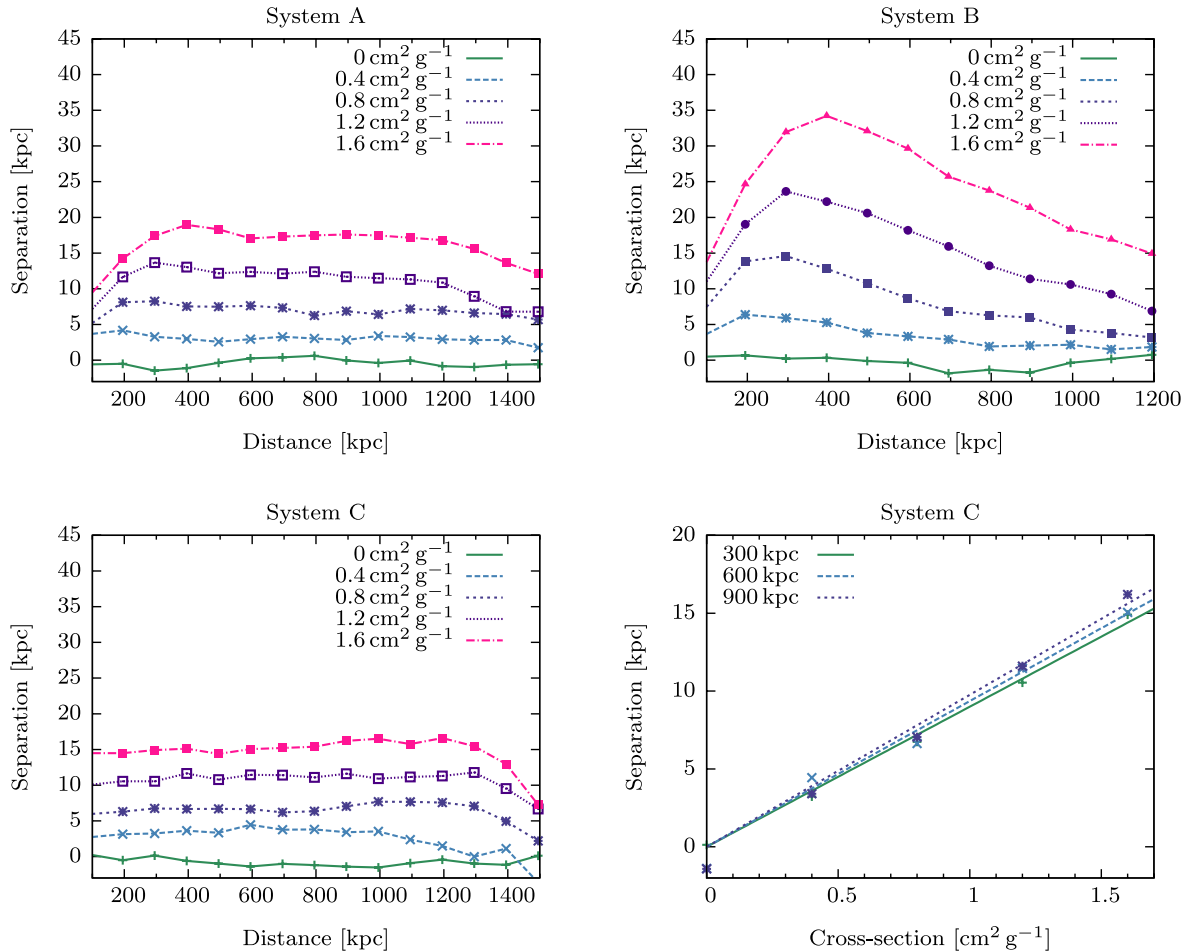 System A
45
40
35
30
25
20
15
10
5
0
Separation [kpc]
0 cm² g⁻¹
0.4 cm² g⁻¹
0.8 cm² g⁻¹
1.2 cm² g⁻¹
1.6 cm² g⁻¹
200 400 600 800 1000 1200 1400
Distance [kpc]
System B
45
40
35
30
25
20
15
10
5
0
Separation [kpc]
0 cm² g⁻¹
0.4 cm² g⁻¹
0.8 cm² g⁻¹
1.2 cm² g⁻¹
1.6 cm² g⁻¹
200 400 600 800 1000 1200
Distance [kpc]
System C
45
40
35
30
25
20
15
10
5
0
Separation [kpc]
0 cm² g⁻¹
0.4 cm² g⁻¹
0.8 cm² g⁻¹
1.2 cm² g⁻¹
1.6 cm² g⁻¹
200 400 600 800 1000 1200 1400
Distance [kpc]
System C
20
15
10
5
0
Separation [kpc]
300 kpc
600 kpc
900 kpc
0 0.5 1 1.5
Cross-section [cm² g⁻¹]